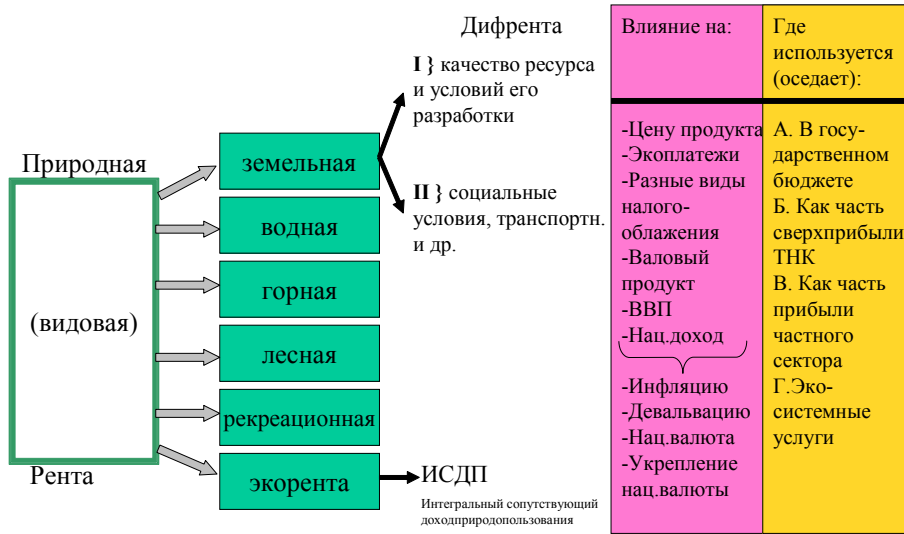 Природная
(видовая)
Рента
земельная
водная
горная
лесная
рекреационная
экорента
Дифрента
I } качество ресурса
и условий его
разработки
II } социальные
условия, транспортн.
и др.
ИСДП
Интегральный сопутствующий
доходприродопользования
Влияние на:
-Цену продукта
-Экоплатежи
-Разные виды
налого-
облажения
-Валовый
продукт
-ВВП
-Нац.доход
-Инфляцию
-Девальвацию
-Нац.валюта
-Укрепление
нац.валюты
Где
используется
(оседает):
А. В госу-
дарственном
бюджете
Б. Как часть
сверхприбыли
ТНК
В. Как часть
прибыли
частного
сектора
Г.Эко-
системные
услуги